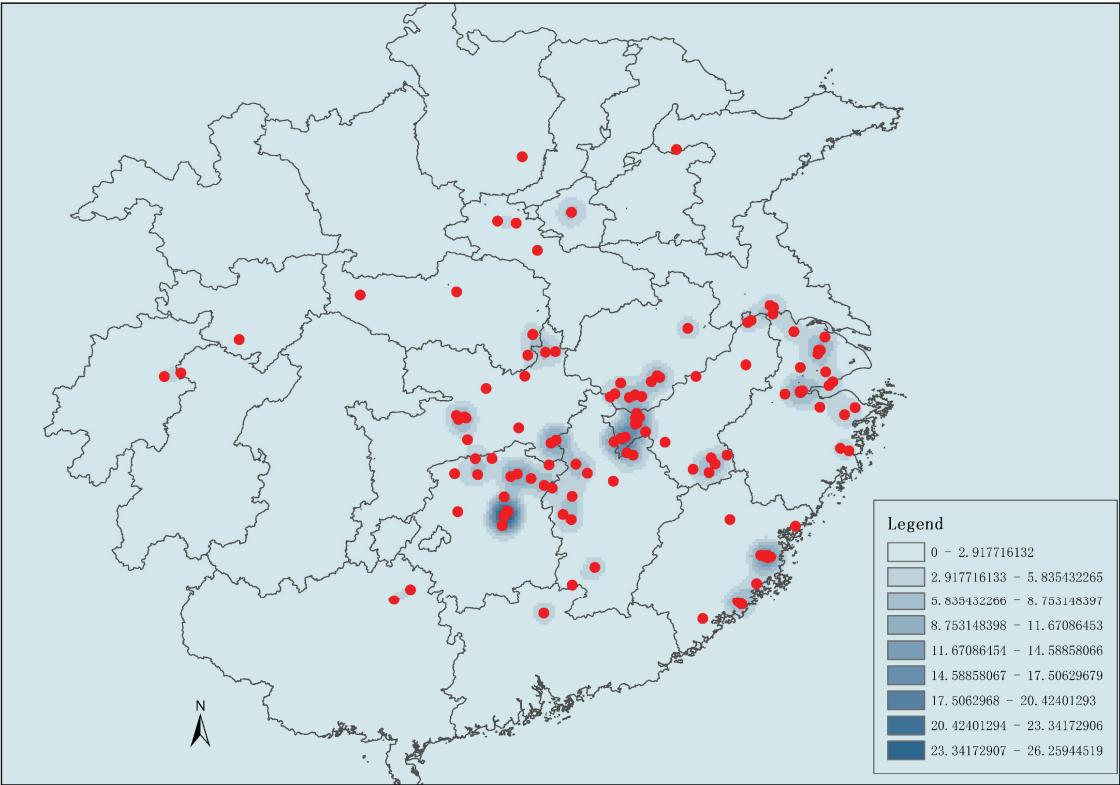 N
Legend
0 - 2.917716132
2.917716133 - 5.835432265
5.835432266 - 8.753148397
8.753148398 - 11.67086453
11.67086454 - 14.58858066
14.58858067 - 17.50629679
17.5062968 - 20.42401293
20.42401294 - 23.34172906
23.34172907 - 26.25944519